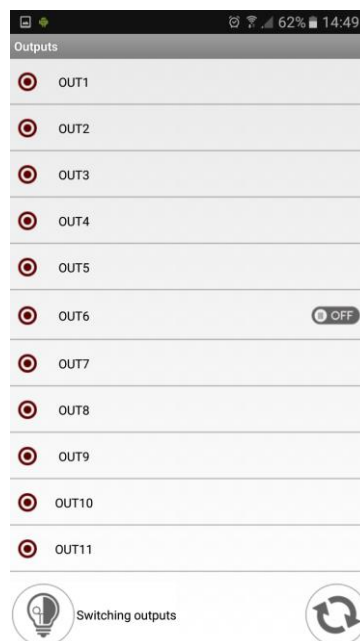 62% 14:49
Outputs
OUT1
OUT2
OUT3
OUT4
OUT5
OUT6 OFF
OUT7
OUT8
OUT9
OUT10
OUT11
Switching outputs